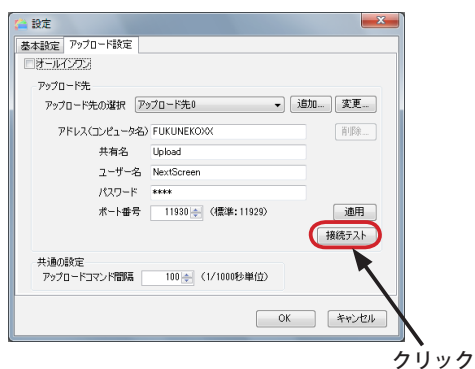 設定
基本設定 アップロード設定
オールインワン
アップロード先
アップロード先の選択 アップロード先0 追加... 変更...
アドレス(コンピュータ名) FUKUNEKOXX 削除...
共有名 Upload
ユーザー名 NextScreen
パスワード ****
ポート番号 11930 (標準:11929) 適用
接続テスト
共通の設定
アップロードコマンド間隔 100 (1/1000秒単位)
OK キャンセル
クリック